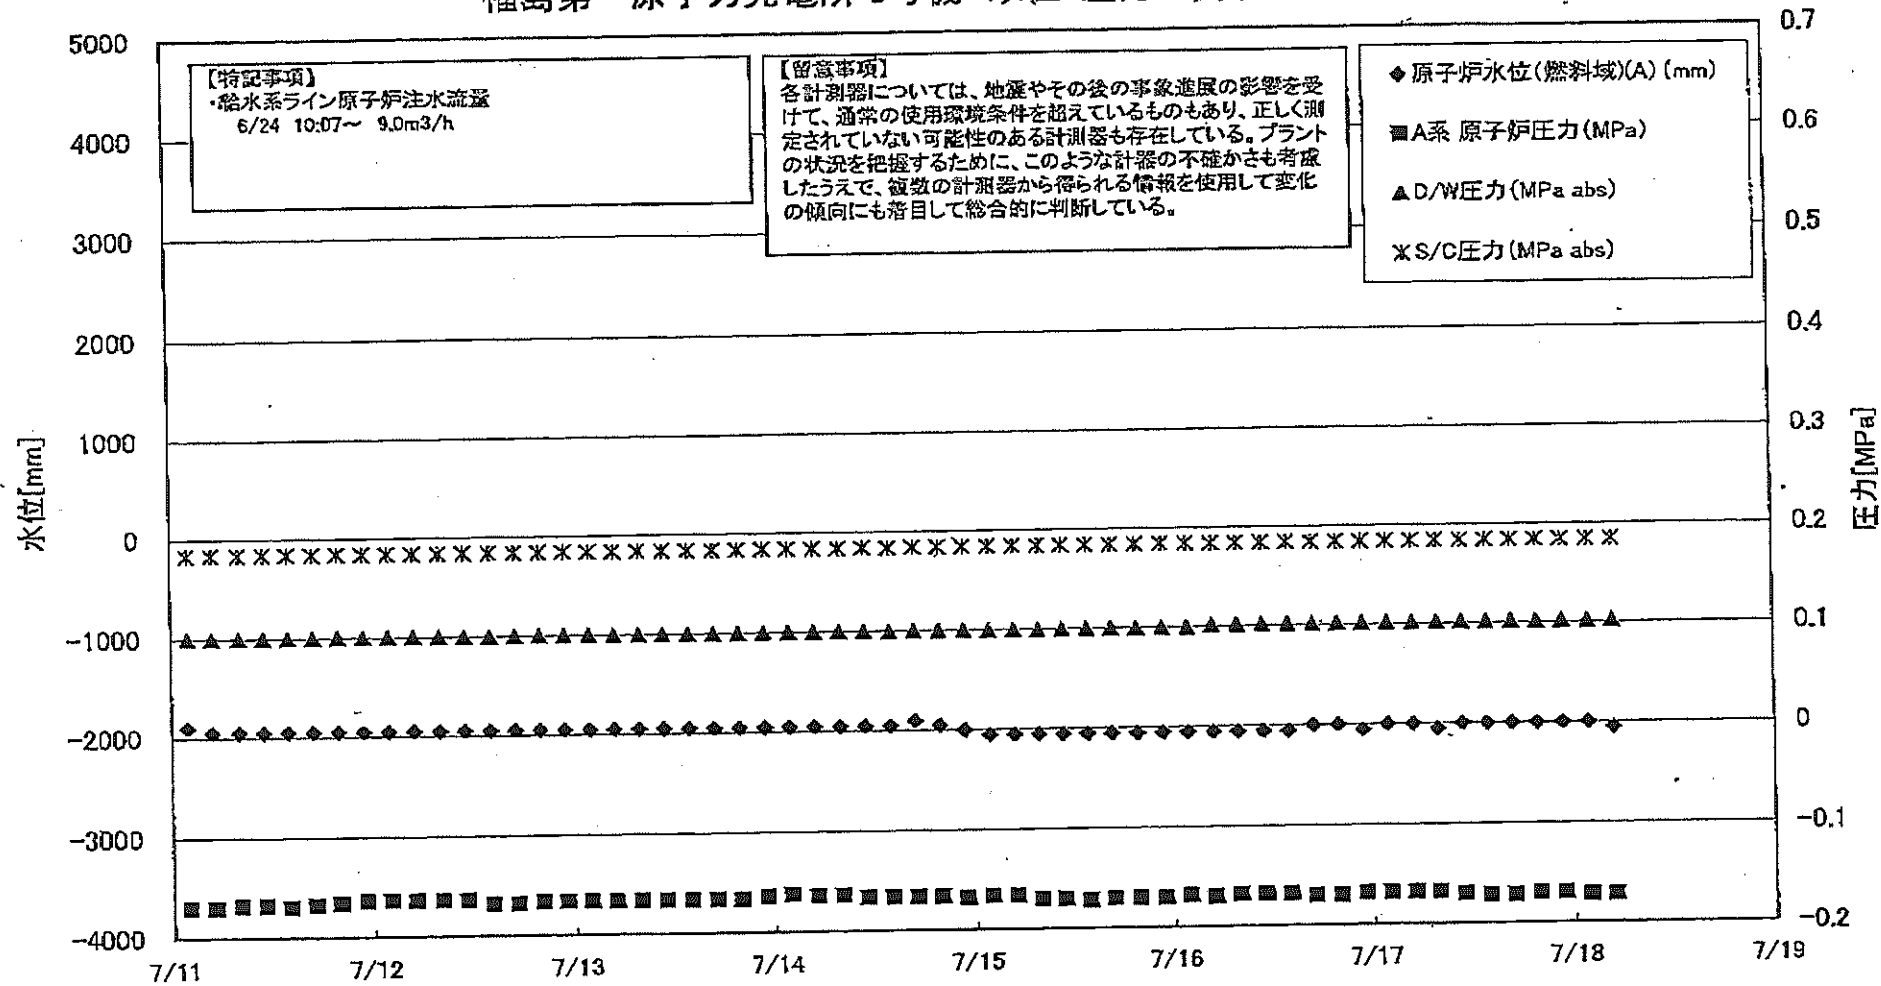 5000
4000
3000
2000
1000
0
-1000
-2000
-3000
-4000
水位[mm]
【特記事項】
・給水系ライン原子炉注水流量
6/24 10:07～ 9.0m3/h
【留意事項】
各計測器については、地震やその後の事象進展の影響を受
けて、通常の使用環境条件を超えているものもあり、正しく測
定されていない可能性のある計測器も存在している。プラント
の状況を把握するために、このような計器の不確かさも考慮
したうえで、複数の計測器から得られる情報を使用して変化
の傾向にも着目して総合的に判断している。
原子炉水位(燃料域)(A) (mm)
A系 原子炉圧力(MPa)
D/W圧力(MPa abs)
S/C圧力(MPa abs)
0.7
0.6
0.5
0.4
0.3
0.2
0.1
0
-0.1
-0.2
圧力[MPa]
7/11
7/12
7/13
7/14
7/15
7/16
7/17
7/18
7/19